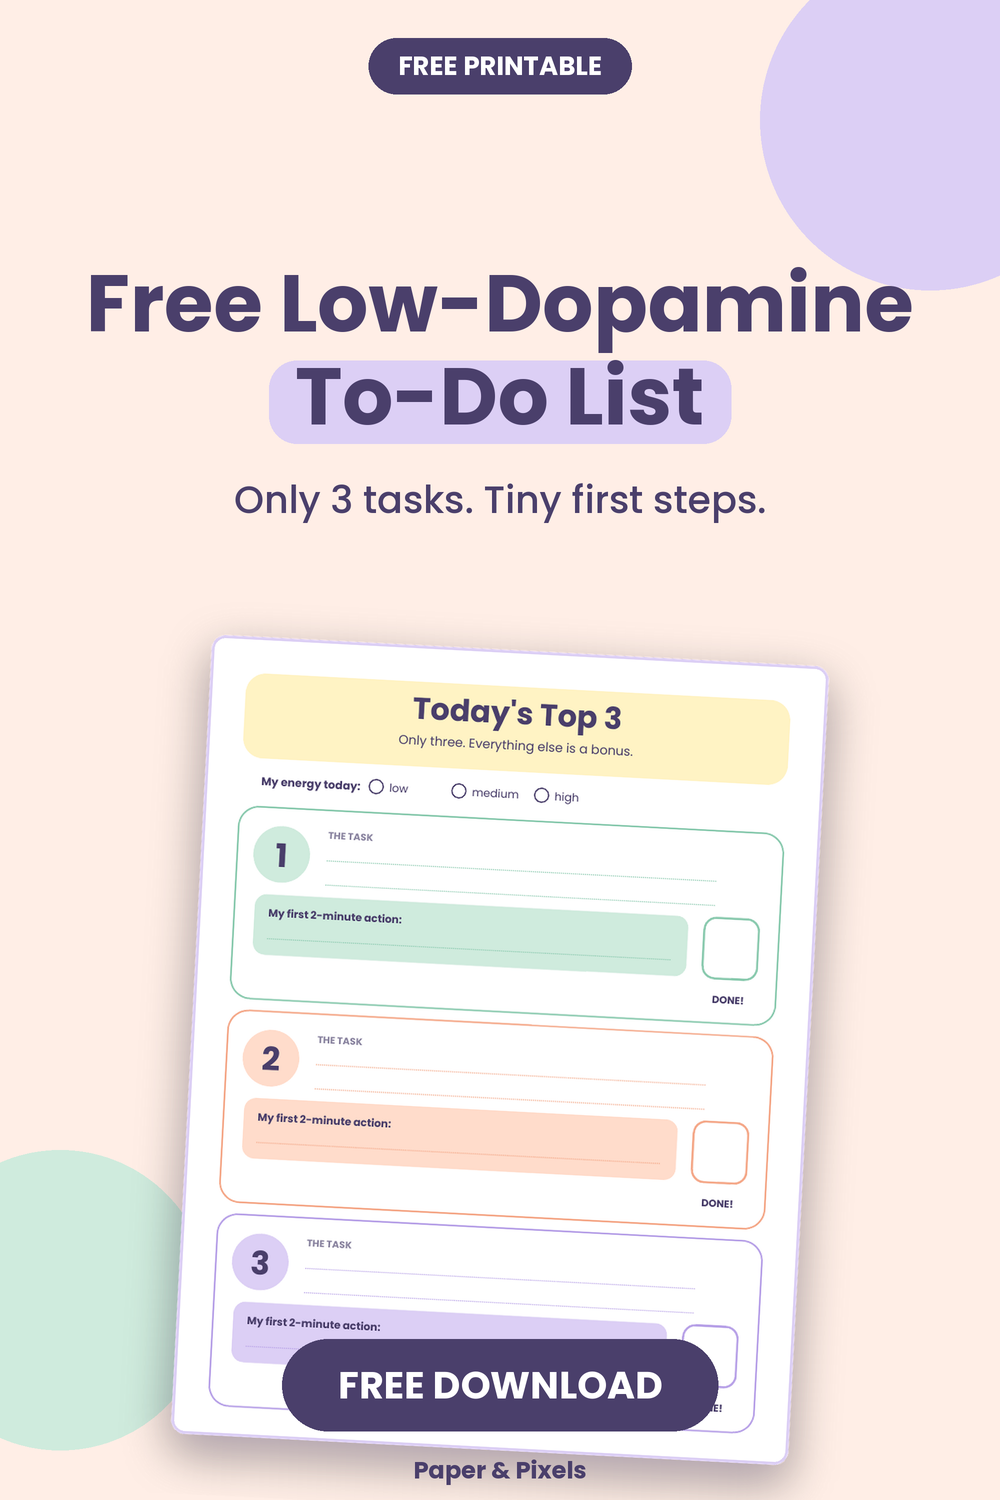 FREE PRINTABLE
Free Low-Dopamine
To-Do List
Only 3 tasks. Tiny first steps.
Today's Top 3
Only three. Everything else is a bonus.
My energy today: low medium high
1
THE TASK
My first 2-minute action:
DONE!
2
THE TASK
My first 2-minute action:
DONE!
3
THE TASK
My first 2-minute action:
FREE DOWNLOAD
Paper & Pixels